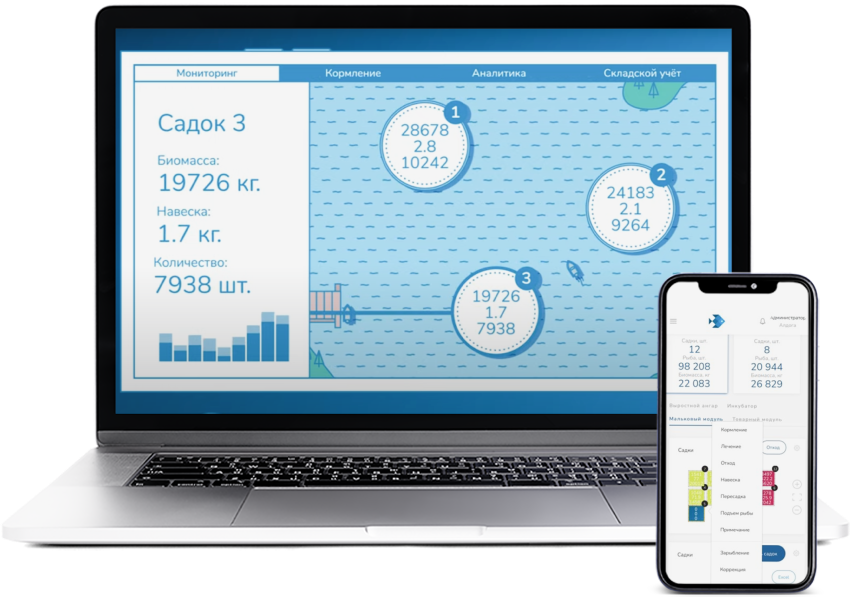 Мониторинг
Кормление
Аналитика
Складской учёт
Садок 3
Биомасса:
19726 кг.
Навеска:
1.7 кг.
Количество:
7938 шт.
1
28678
2.8
10242
2
24183
2.1
9264
3
19726
1.7
7938
Садки, шт.
12
Рыба, шт.
98 208
Биомасса, кг
22 083
Садки, шт.
8
Рыба, шт.
20 944
Биомасса, кг
26 829
Инкубатор
Мальковый модуль
Товарный модуль
Садки
Кормление
Лечение
Отход
Навеска
Пересадка
Подъем рыбы
Примечание
Зарыбление
Коррекция
Отход
Садки
садок